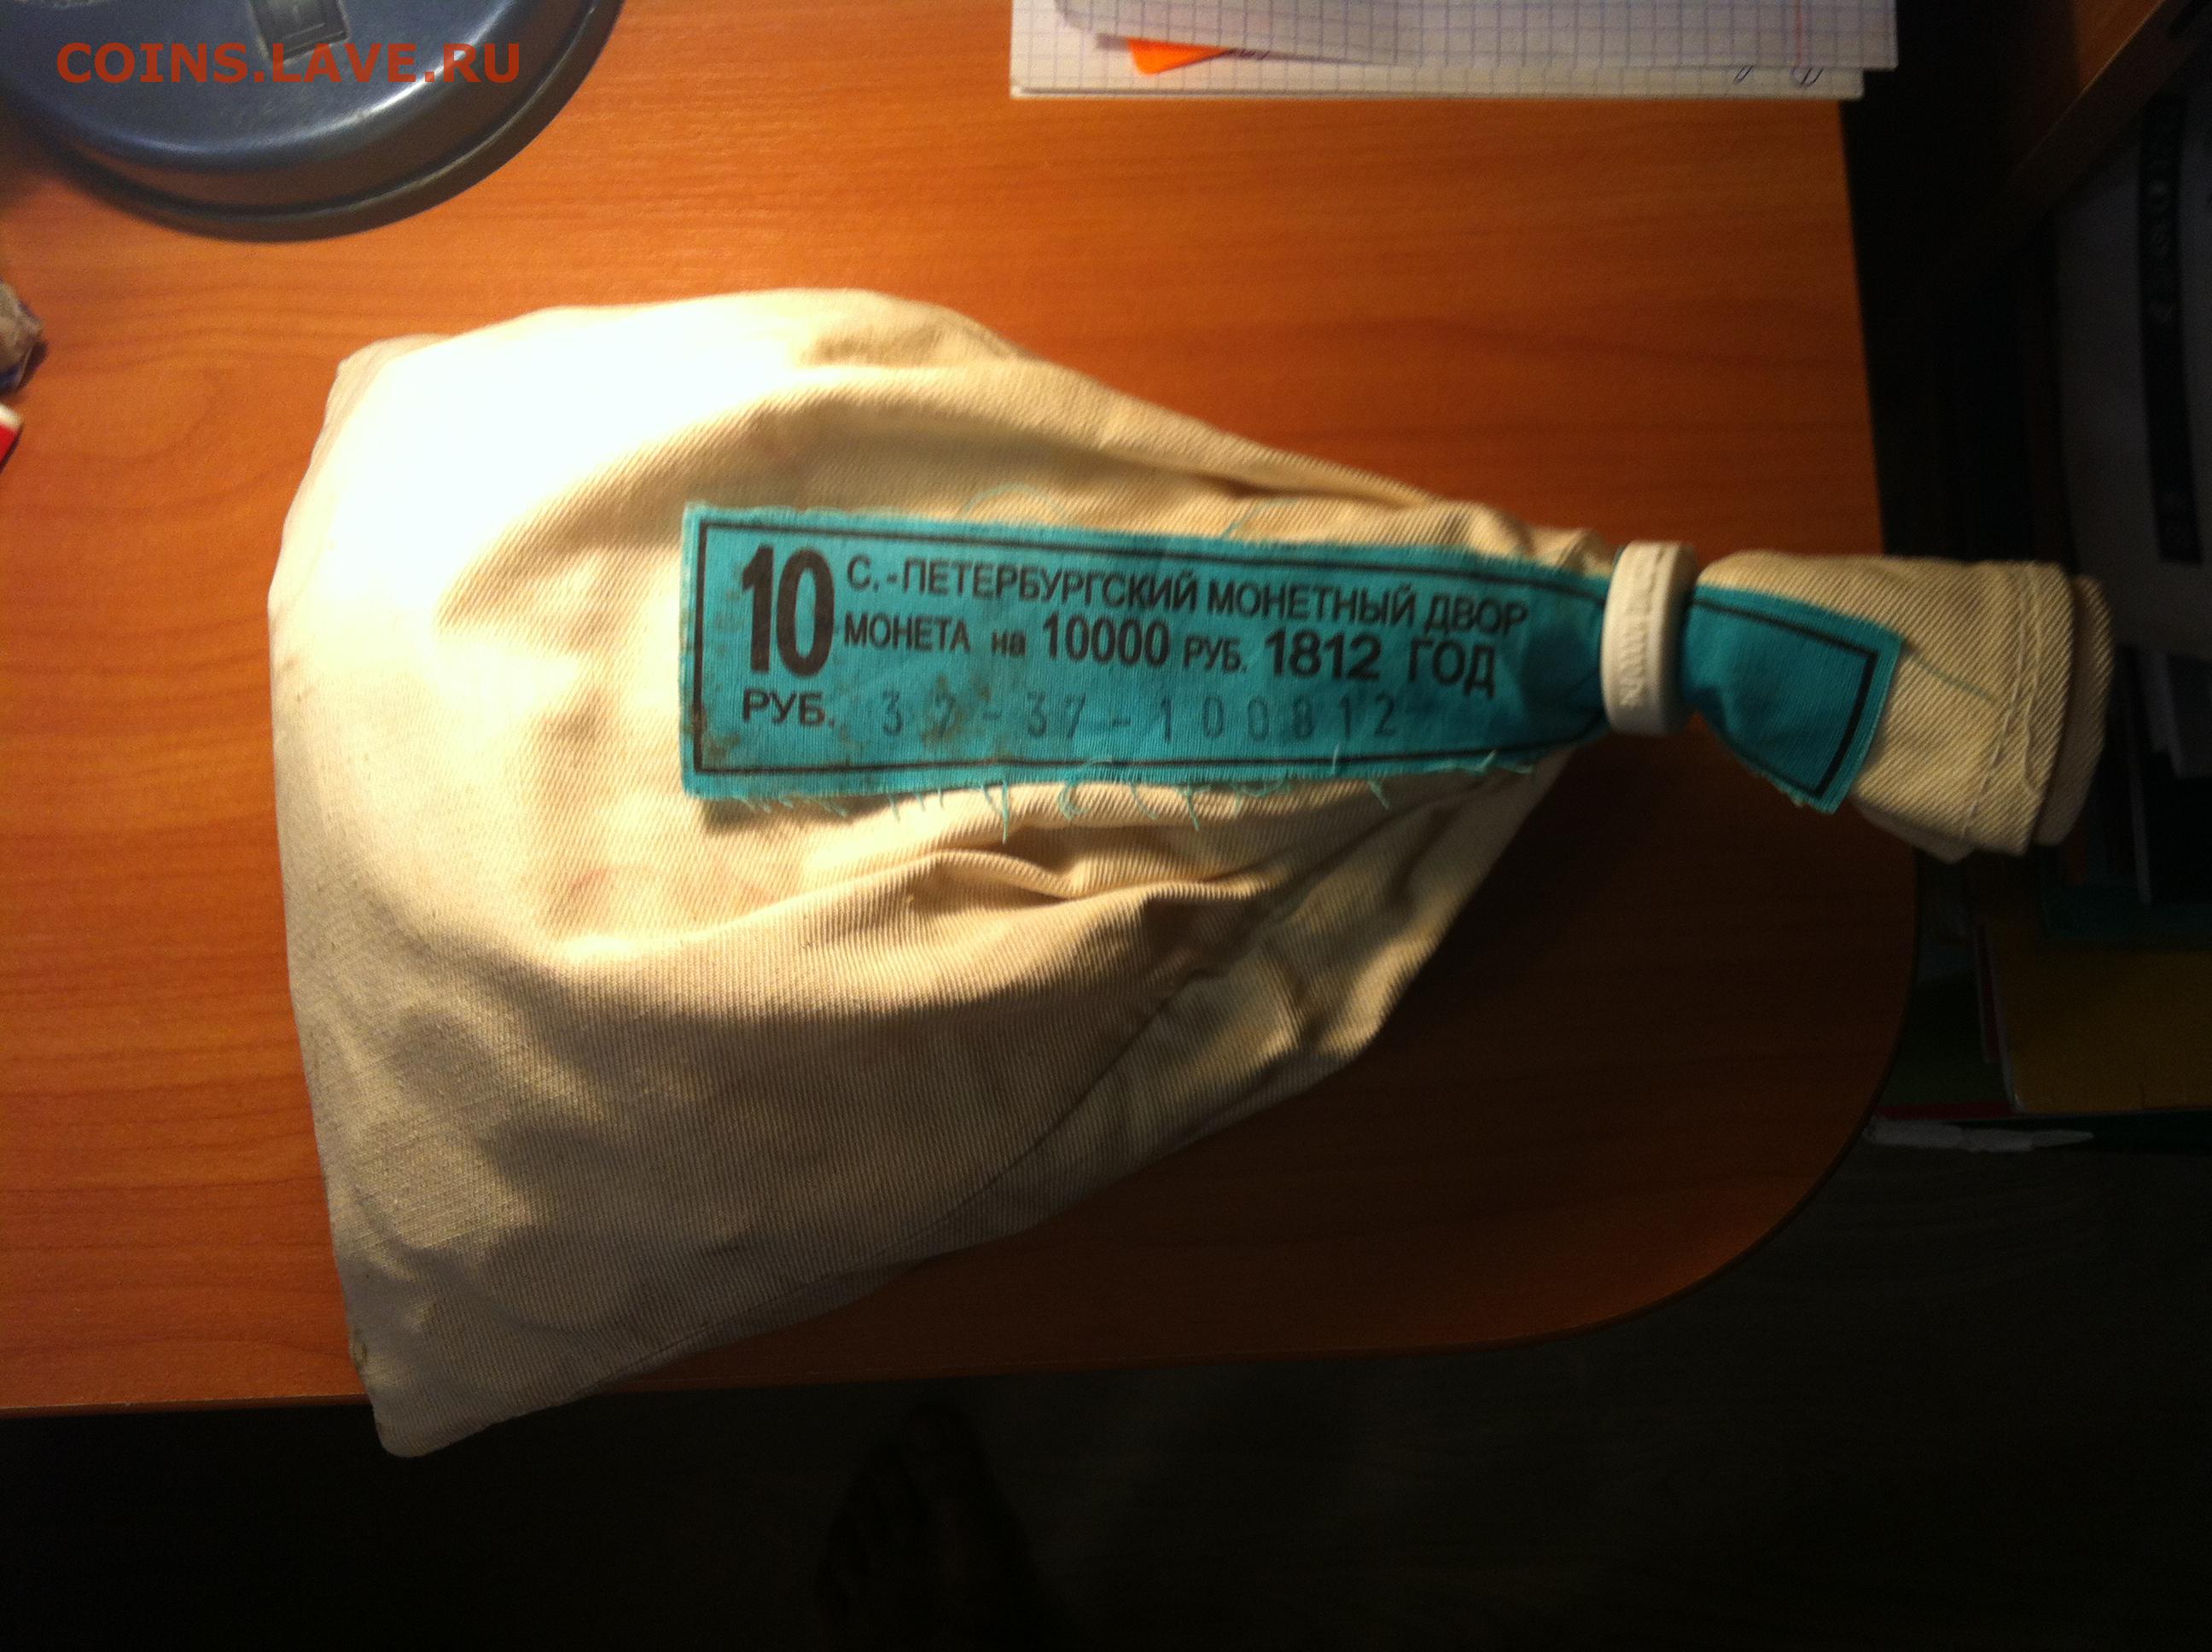 COINS.LAVE.RU
10 С.-ПЕТЕРБУРГСКИЙ МОНЕТНЫЙ ДВОР
МОНЕТА на 10000 РУБ. 1812 ГОД
РУБ. 32-37-100812